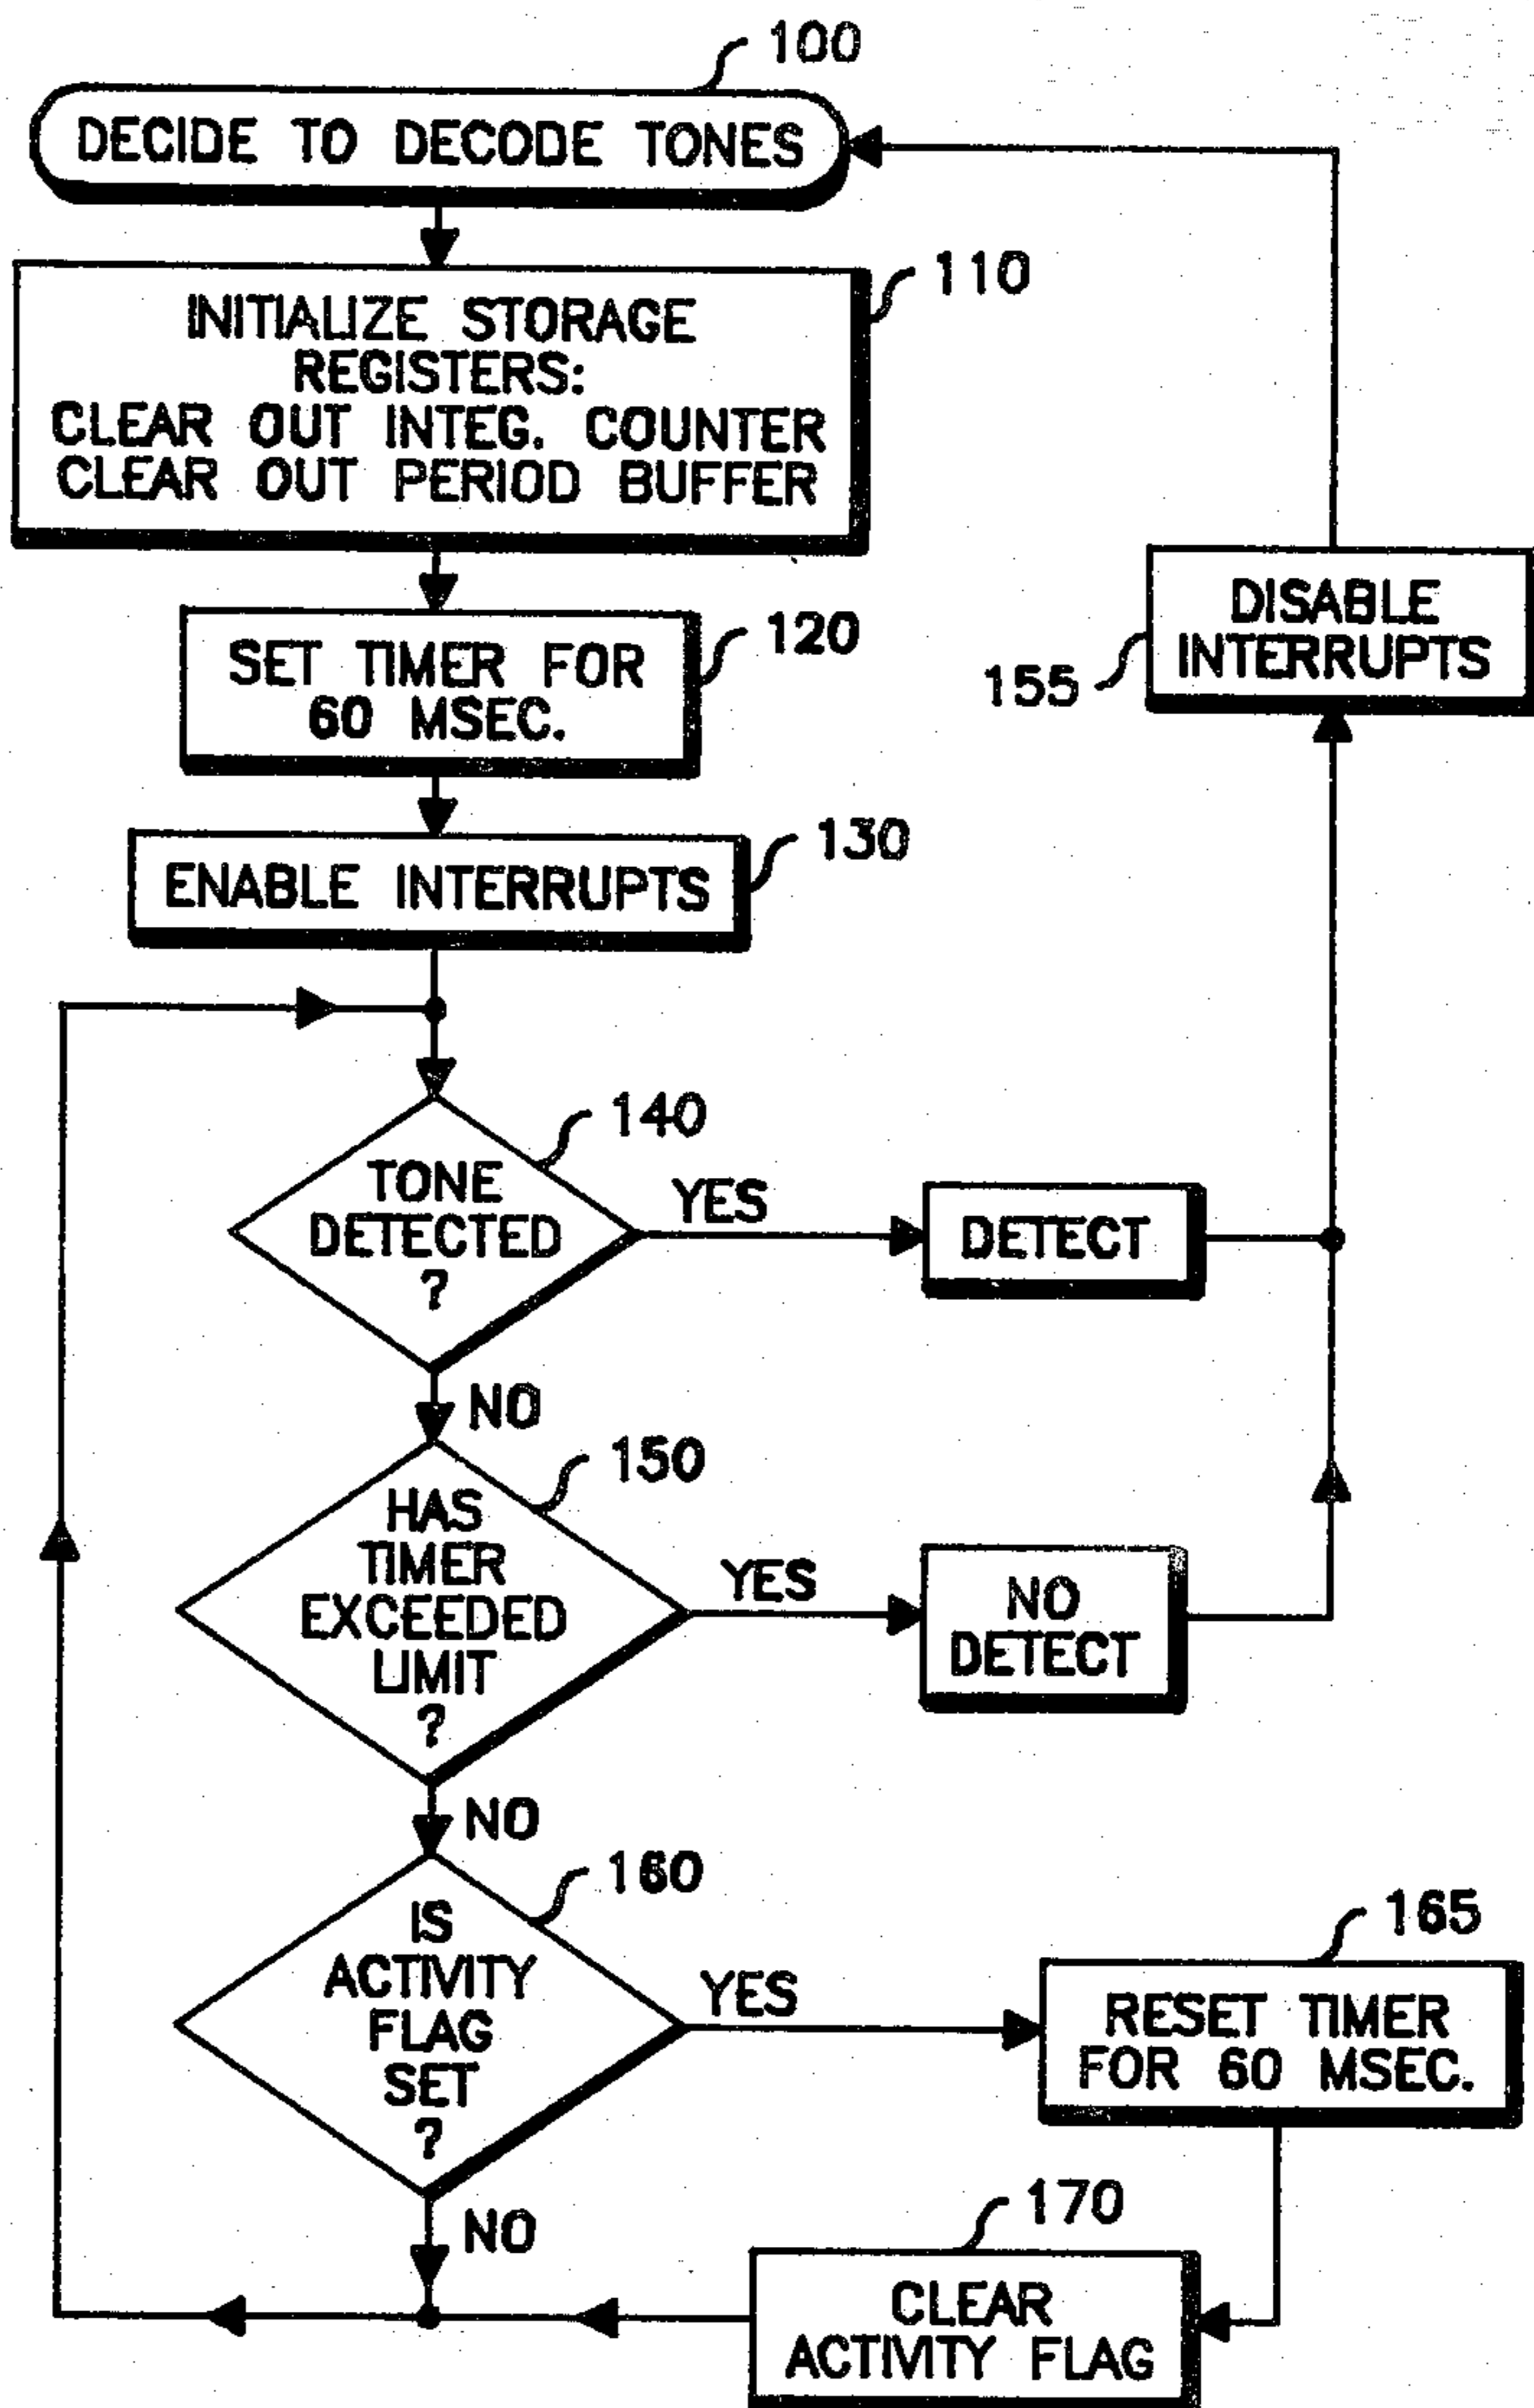 100
DECIDE TO DECODE TONES
110
INITIALIZE STORAGE
REGISTERS:
CLEAR OUT INTEG. COUNTER
CLEAR OUT PERIOD BUFFER
120
SET TIMER FOR
60 MSEC.
DISABLE
INTERRUPTS
155
130
ENABLE INTERRUPTS
140
TONE
DETECTED
?
YES
DETECT
NO
150
HAS
TIMER
EXCEEDED
LIMIT
?
YES
NO
DETECT
NO
160
IS
ACTIVITY
FLAG
SET
?
YES
165
RESET TIMER
FOR 60 MSEC.
NO
170
CLEAR
ACTIVITY FLAG